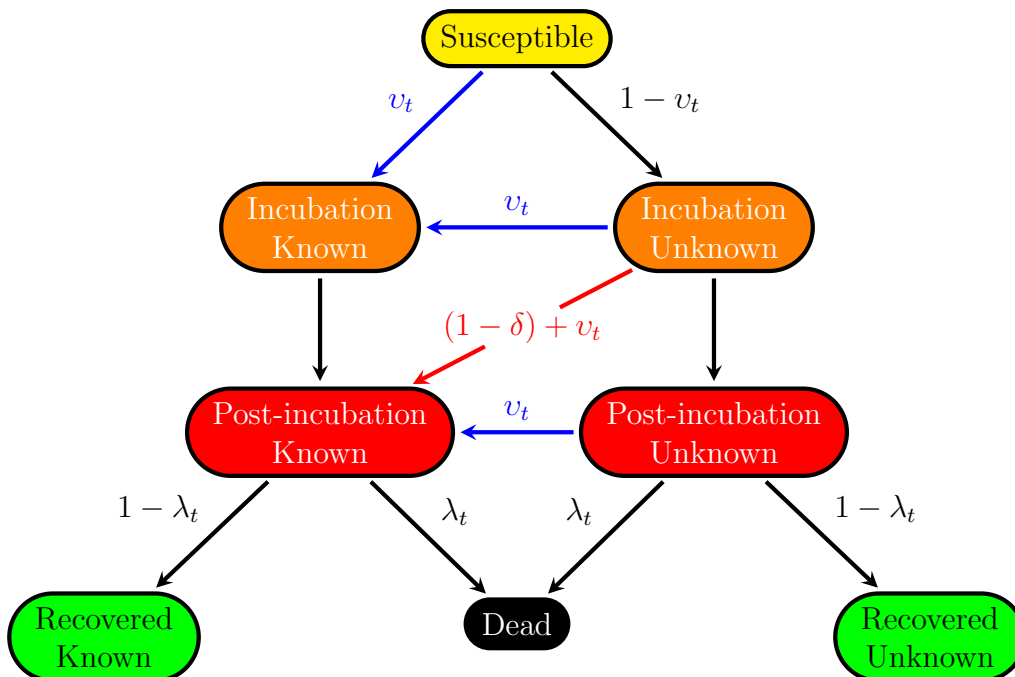 Susceptible
υₜ
1 − υₜ
Incubation
Known
υₜ
Incubation
Unknown
(1 − δ) + υₜ
Post-incubation
Known
υₜ
Post-incubation
Unknown
1 − λₜ
λₜ
λₜ
1 − λₜ
Recovered
Known
Dead
Recovered
Unknown